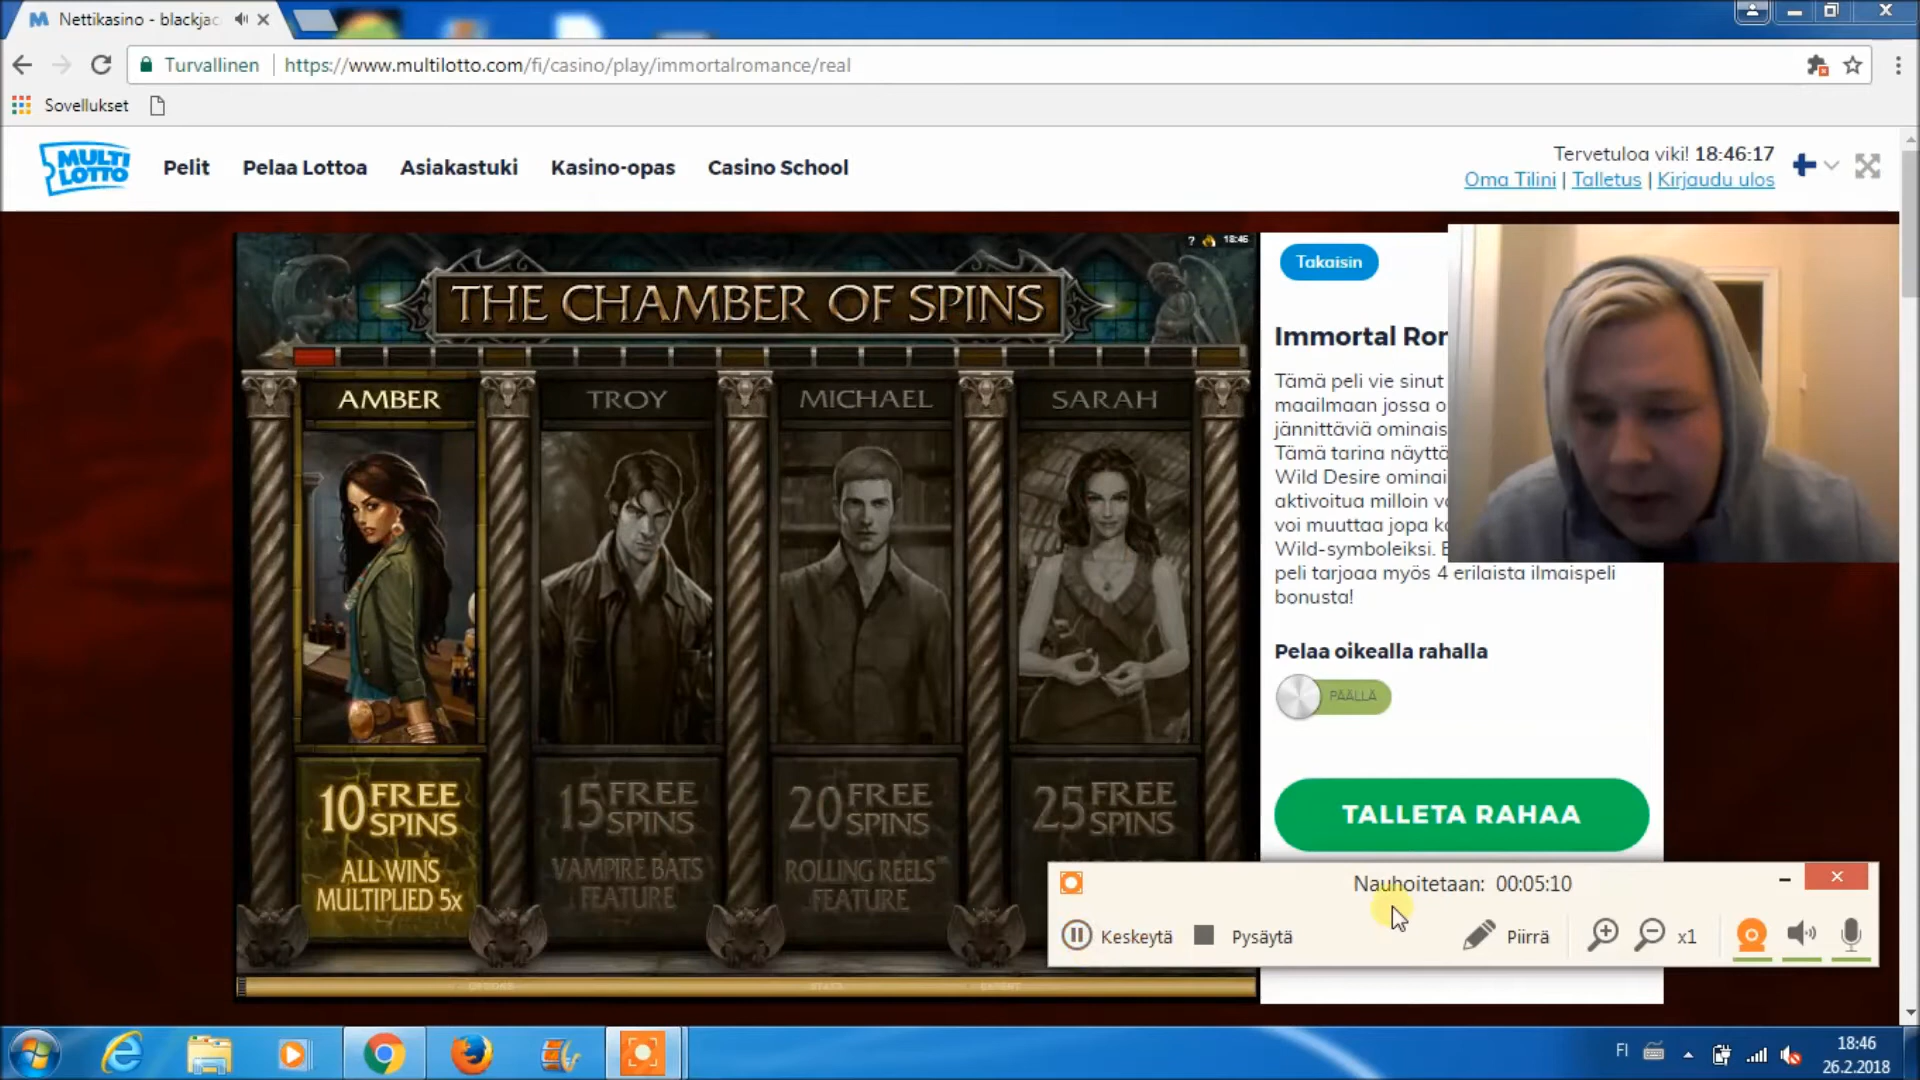 Nettikasino - blackjac
Turvallinen
https://www.multilotto.com/fi/casino/play/immortalromance/real
Sovellukset
MULTI
LOTTO
Pelit
Pelaa Lottoa
Asiakastuki
Kasino-opas
Casino School
Tervetuloa viki! 18:46:17
Oma Tilini | Talletus | Kirjaudu ulos
? 18:46
THE CHAMBER OF SPINS
AMBER
TROY
MICHAEL
SARAH
10 FREE SPINS
ALL WINS
MULTIPLIED 5x
15 FREE SPINS
VAMPIRE BATS
FEATURE
20 FREE SPINS
ROLLING REELS™
FEATURE
25 FREE SPINS
Takaisin
Immortal Ror
Tämä peli vie sinut
maailmaan jossa o
jännittäviä ominais
Tämä tarina näyttä
Wild Desire ominai
aktivoitua milloin va
voi muuttaa jopa ka
Wild-symboleiksi. E
peli tarjoaa myös 4 erilaista ilmaispeli
bonusta!
Pelaa oikealla rahalla
PÄÄLLÄ
TALLETA RAHAA
Nauhoitetaan: 00:05:10
Keskeytä
Pysäytä
Piirrä
x1
FI
18:46
26.2.2018